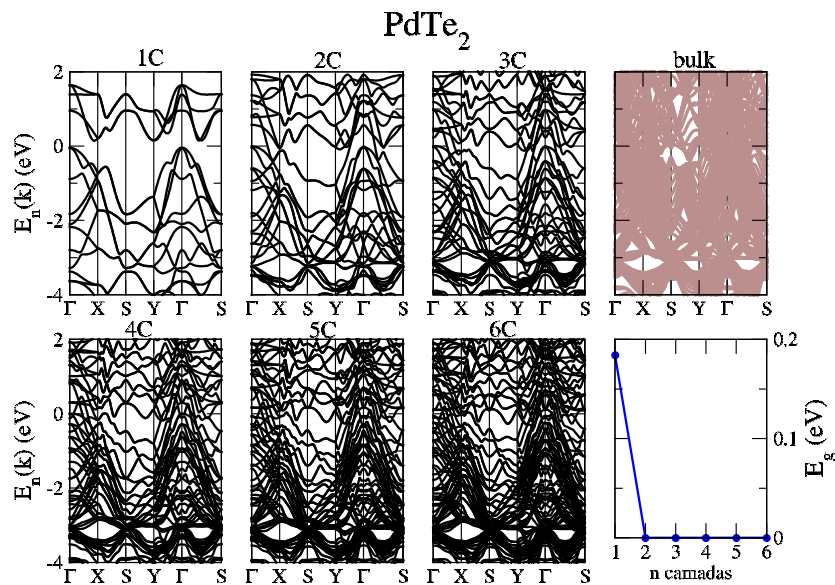 PdTe2
1C 2C 3C bulk
2
0
-2
-4
En(k) (eV)
Γ X S Y Γ S Γ X S Y Γ S Γ X S Y Γ S Γ X S Y Γ S
4C 5C 6C
2
0
-2
-4
En(k) (eV)
0,2
0,1
0
Eg (eV)
Γ X S Y Γ S Γ X S Y Γ S Γ X S Y Γ S 1 2 3 4 5 6
n camadas